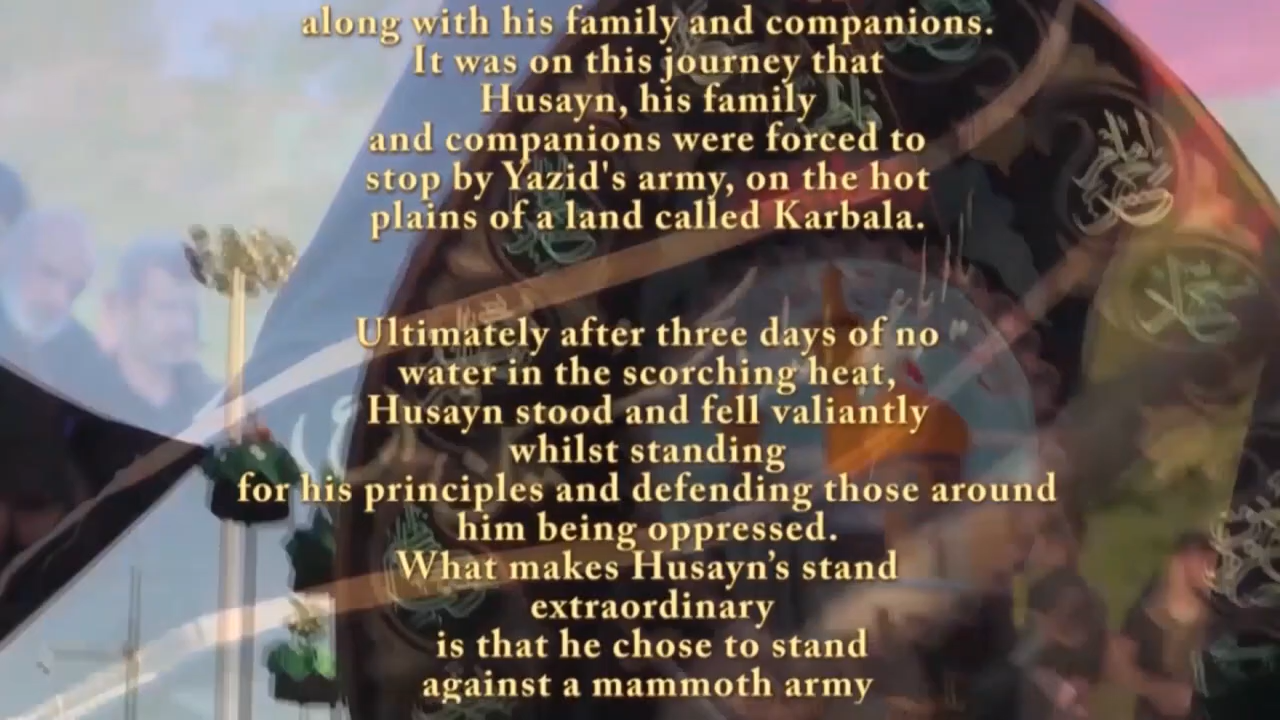 along with his family and companions.
It was on this journey that
Husayn, his family
and companions were forced to
stop by Yazid's army, on the hot
plains of a land called Karbala.
Ultimately after three days of no
water in the scorching heat,
Husayn stood and fell valiantly
whilst standing
for his principles and defending those around
him being oppressed.
What makes Husayn’s stand
extraordinary
is that he chose to stand
against a mammoth army